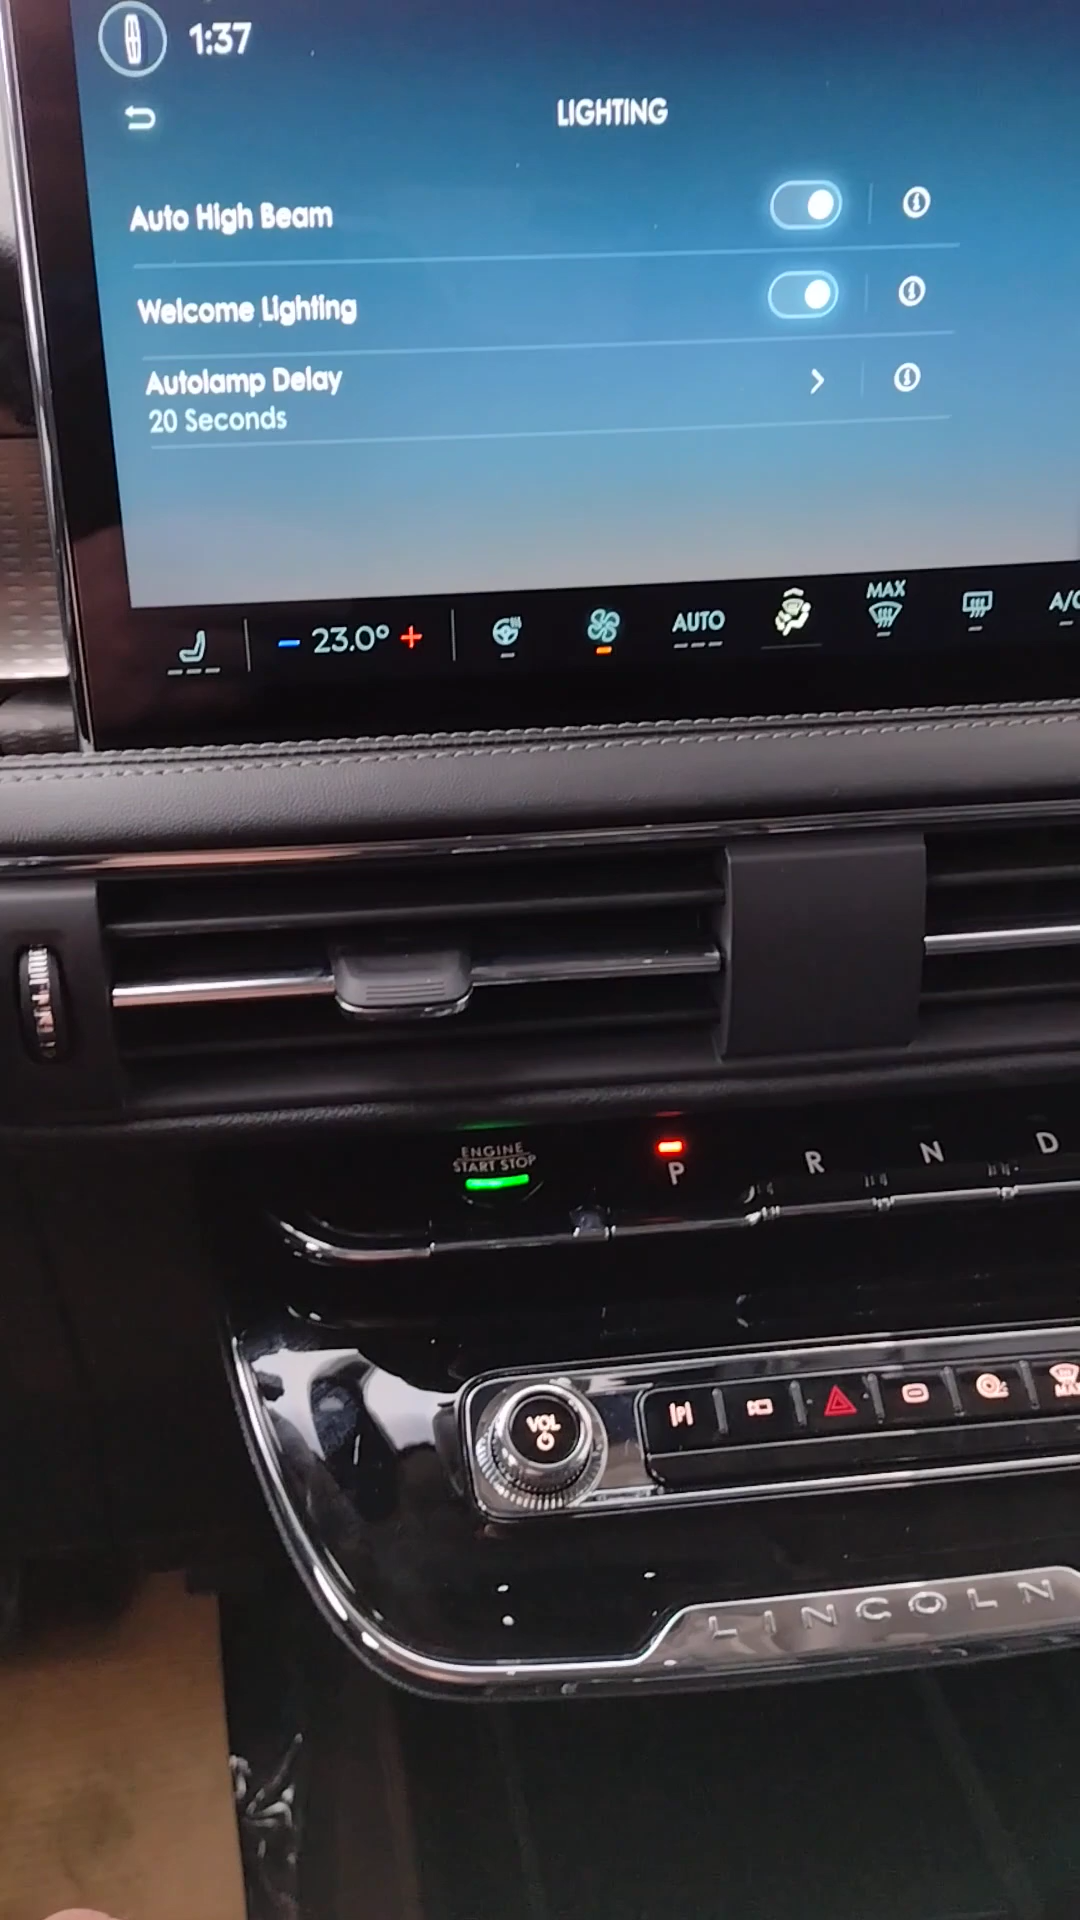 1:37
LIGHTING
Auto High Beam
Welcome Lighting
Autolamp Delay
20 Seconds
MAX
23.0° AUTO A/C
ENGINE
START STOP
P R N D
VOL
MAX
LINCOLN